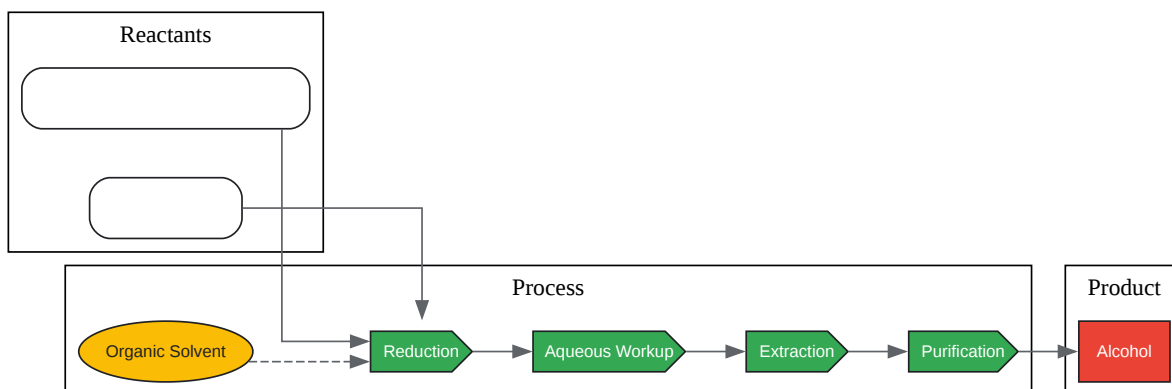 Reactants
Process
Product
Organic Solvent
Reduction
Aqueous Workup
Extraction
Purification
Alcohol